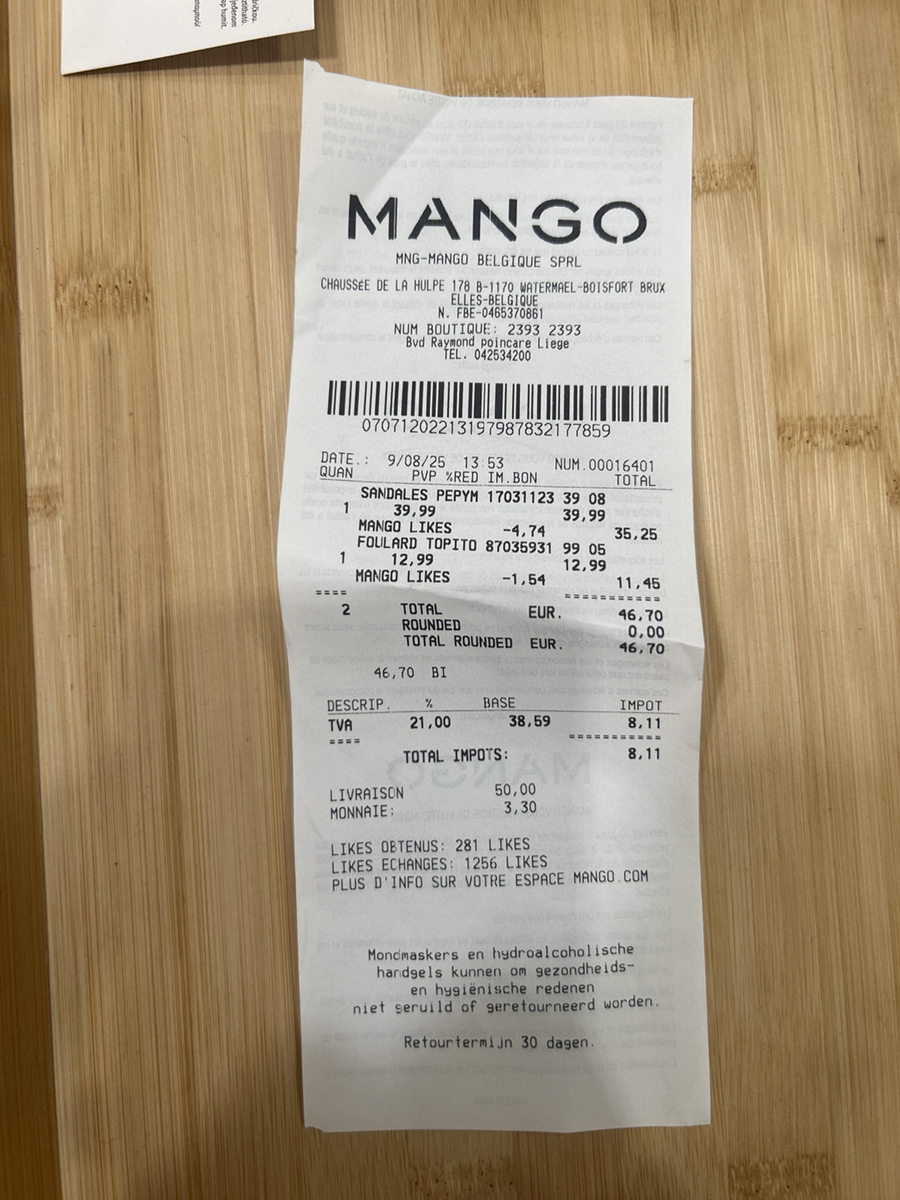 MANGO
MNG-MANGO BELGIQUE SPRL
CHAUSSéE DE LA HULPE 178 B-1170 WATERMAEL-BOISFORT BRUX
ELLES-BELGIQUE
N. FBE-0465370861
NUM BOUTIQUE: 2393 2393
Bvd Raymond poincare Liege
TEL. 042534200
0707120221319798783217​7859
DATE.: 9/08/25 13:53 NUM.00016401
QUAN PVP %RED IM.BON TOTAL
SANDALES PEPYM 17031123 39 08
1 39,99 39,99
MANGO LIKES -4,74 35,25
FOULARD TOPITO 87035931 99 05
1 12,99 12,99
MANGO LIKES -1,54 11,45
==== ===========
2 TOTAL EUR. 46,70
ROUNDED 0,00
TOTAL ROUNDED EUR. 46,70
46,70 BI
DESCRIP. % BASE IMPOT
TVA 21,00 38,59 8,11
==== ===========
TOTAL IMPOTS: 8,11
LIVRAISON 50,00
MONNAIE: 3,30
LIKES OBTENUS: 281 LIKES
LIKES ECHANGES: 1256 LIKES
PLUS D'INFO SUR VOTRE ESPACE MANGO.COM
Mondmaskers en hydroalcoholische
handgels kunnen om gezondheids-
en hygiënische redenen
niet geruild of geretourneerd worden.
Retourtermijn 30 dagen.